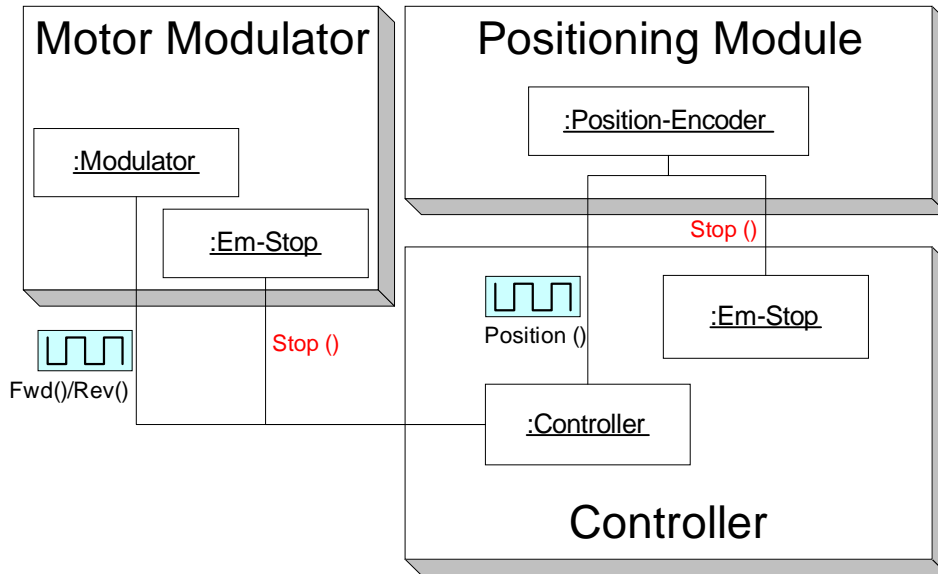 Motor Modulator
:Modulator
:Em-Stop
Stop ()
Fwd()/Rev()
Positioning Module
:Position-Encoder
Stop ()
Position ()
:Em-Stop
:Controller
Controller